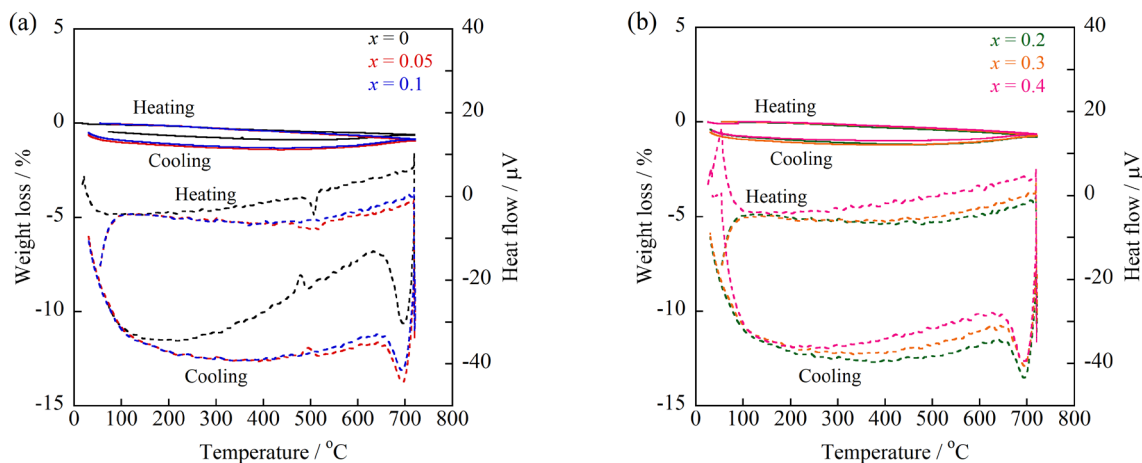 (a)
5
0
-5
-10
-15
Weight loss / %
40
20
0
-20
-40
Heat flow / µV
x = 0
x = 0.05
x = 0.1
Heating
Cooling
Heating
Cooling
0 100 200 300 400 500 600 700 800
Temperature / °C
(b)
5
0
-5
-10
-15
Weight loss / %
40
20
0
-20
-40
Heat flow / µV
x = 0.2
x = 0.3
x = 0.4
Heating
Cooling
Heating
Cooling
0 100 200 300 400 500 600 700 800
Temperature / °C